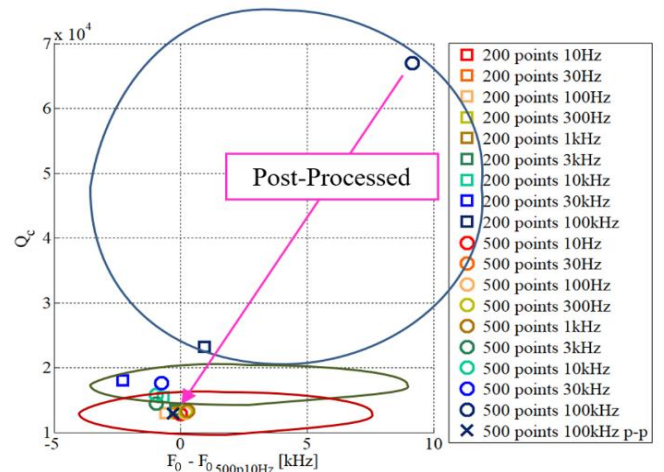 x 10⁴
7
6
5
4
3
2
1
-5
0
5
10
Q_c
F_0 - F_0 500p10Hz [kHz]
Post-Processed
200 points 10Hz
200 points 30Hz
200 points 100Hz
200 points 300Hz
200 points 1kHz
200 points 3kHz
200 points 10kHz
200 points 30kHz
200 points 100kHz
500 points 10Hz
500 points 30Hz
500 points 100Hz
500 points 300Hz
500 points 1kHz
500 points 3kHz
500 points 10kHz
500 points 30kHz
500 points 100kHz
500 points 100kHz p-p